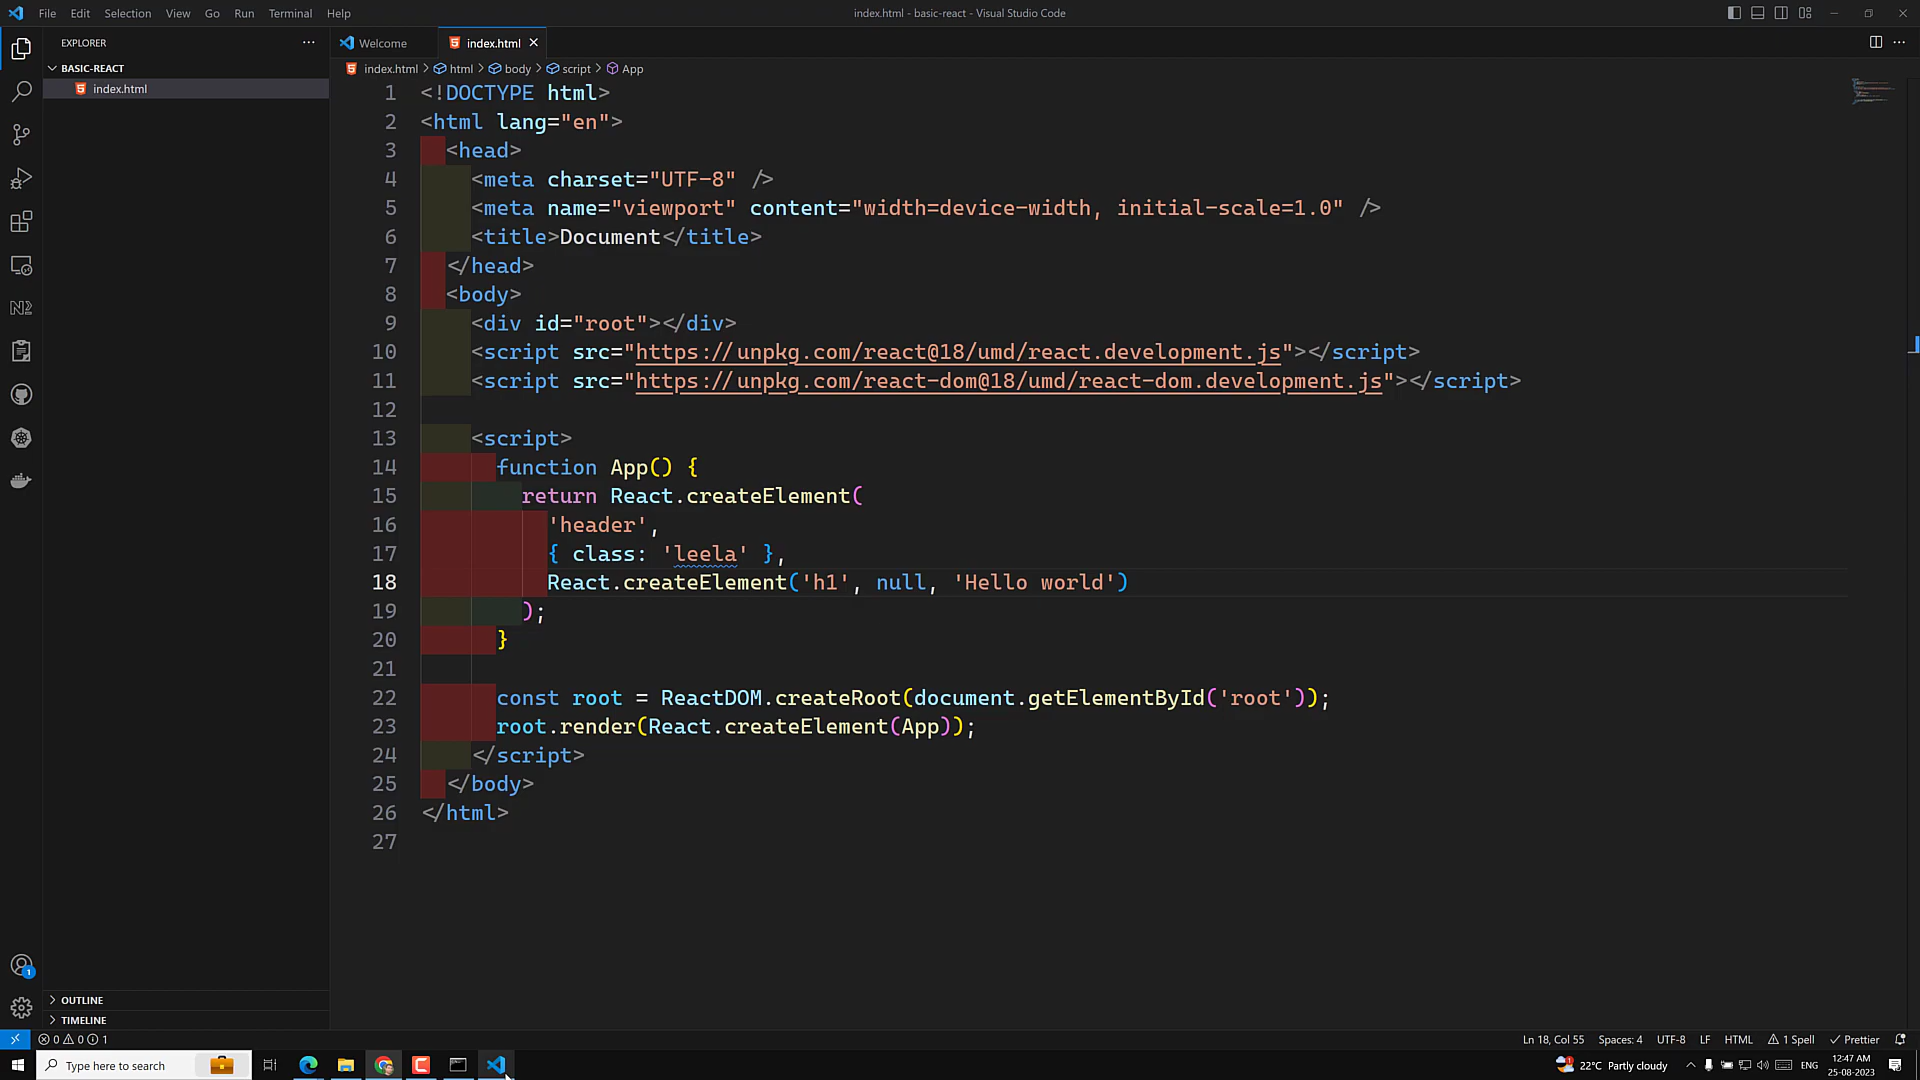 File Edit Selection View Go Run Terminal Help
index.html - basic-react - Visual Studio Code
EXPLORER
BASIC-REACT
index.html
Welcome
index.html
index.html > html > body > script > App
1 <!DOCTYPE html>
2 <html lang="en">
3 <head>
4 <meta charset="UTF-8" />
5 <meta name="viewport" content="width=device-width, initial-scale=1.0" />
6 <title>Document</title>
7 </head>
8 <body>
9 <div id="root"></div>
10 <script src="https://unpkg.com/react@18/umd/react.development.js"></script>
11 <script src="https://unpkg.com/react-dom@18/umd/react-dom.development.js"></script>
12
13 <script>
14 function App() {
15 return React.createElement(
16 'header',
17 { class: 'leela' },
18 React.createElement('h1', null, 'Hello world')
19 );
20 }
21
22 const root = ReactDOM.createRoot(document.getElementById('root'));
23 root.render(React.createElement(App));
24 </script>
25 </body>
26 </html>
27
1
OUTLINE
TIMELINE
0 0 1
Ln 18, Col 55 Spaces: 4 UTF-8 LF HTML 1 Spell Prettier
Type here to search
22°C Partly cloudy
ENG
12:47 AM
25-08-2023